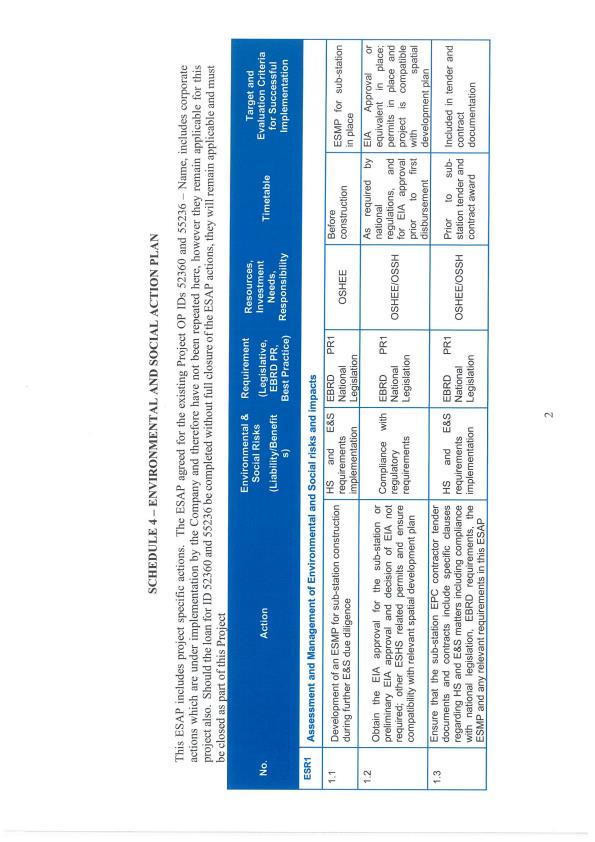 SCHEDULE 4 – ENVIRONMENTAL AND SOCIAL ACTION PLAN
This ESAP includes project specific actions. The ESAP agreed for the existing Project OP IDs 52360 and 55236 – Name, includes corporate
actions which are under implementation by the Company and therefore have not been repeated here, however they remain applicable for this
project also. Should the loan for ID 52360 and 55236 be completed without full closure of the ESAP actions, they will remain applicable and must
be closed as part of this Project
No.
Action
Environmental &
Social Risks
(Liability/Benefit
s)
Requirement
(Legislative,
EBRD PR,
Best Practice)
Resources,
Investment
Needs,
Responsibility
Timetable
Target and
Evaluation Criteria
for Successful
Implementation
ESR1
Assessment and Management of Environmental and Social risks and impacts
1.1
Development of an ESMP for sub-station construction
during further E&S due diligence
HS and E&S
requirements
implementation
EBRD PR1
National
Legislation
OSHEE
Before
construction
ESMP for sub-station
in place
1.2
Obtain the EIA approval for the sub-station or
preliminary EIA approval and decision of EIA not
required; other ESHS related permits and ensure
compatibility with relevant spatial development plan
Compliance with
regulatory
requirements
EBRD PR1
National
Legislation
OSHEE/OSSH
As required by
national
regulations, and
for EIA approval
prior to first
disbursement
EIA Approval or
equivalent in place;
permits in place and
project is compatible
with spatial
development plan
1.3
Ensure that the sub-station EPC contractor tender
documents and contracts include specific clauses
regarding HS and E&S matters including compliance
with national legislation, EBRD requirements, the
ESMP and any relevant requirements in this ESAP
HS and E&S
requirements
implementation
EBRD PR1
National
Legislation
OSHEE/OSSH
Prior to sub-
station tender and
contract award
Included in tender and
contract
documentation
2